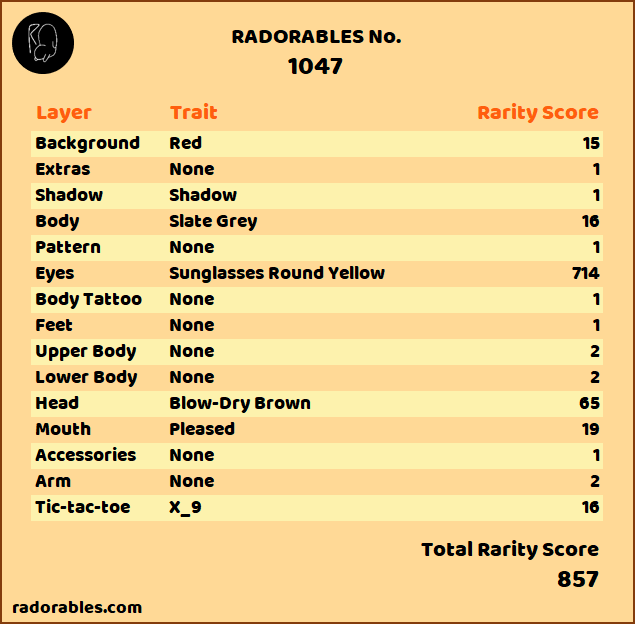 RADORABLES No.
1047
Layer Trait Rarity Score
Background Red 15
Extras None 1
Shadow Shadow 1
Body Slate Grey 16
Pattern None 1
Eyes Sunglasses Round Yellow 714
Body Tattoo None 1
Feet None 1
Upper Body None 2
Lower Body None 2
Head Blow-Dry Brown 65
Mouth Pleased 19
Accessories None 1
Arm None 2
Tic-tac-toe X_9 16
Total Rarity Score
857
radorables.com